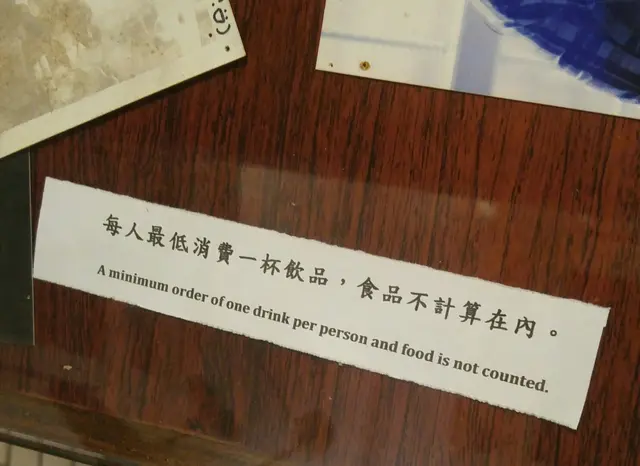 每人最低消費一杯飲品，食品不計算在內。
A minimum order of one drink per person and food is not counted.